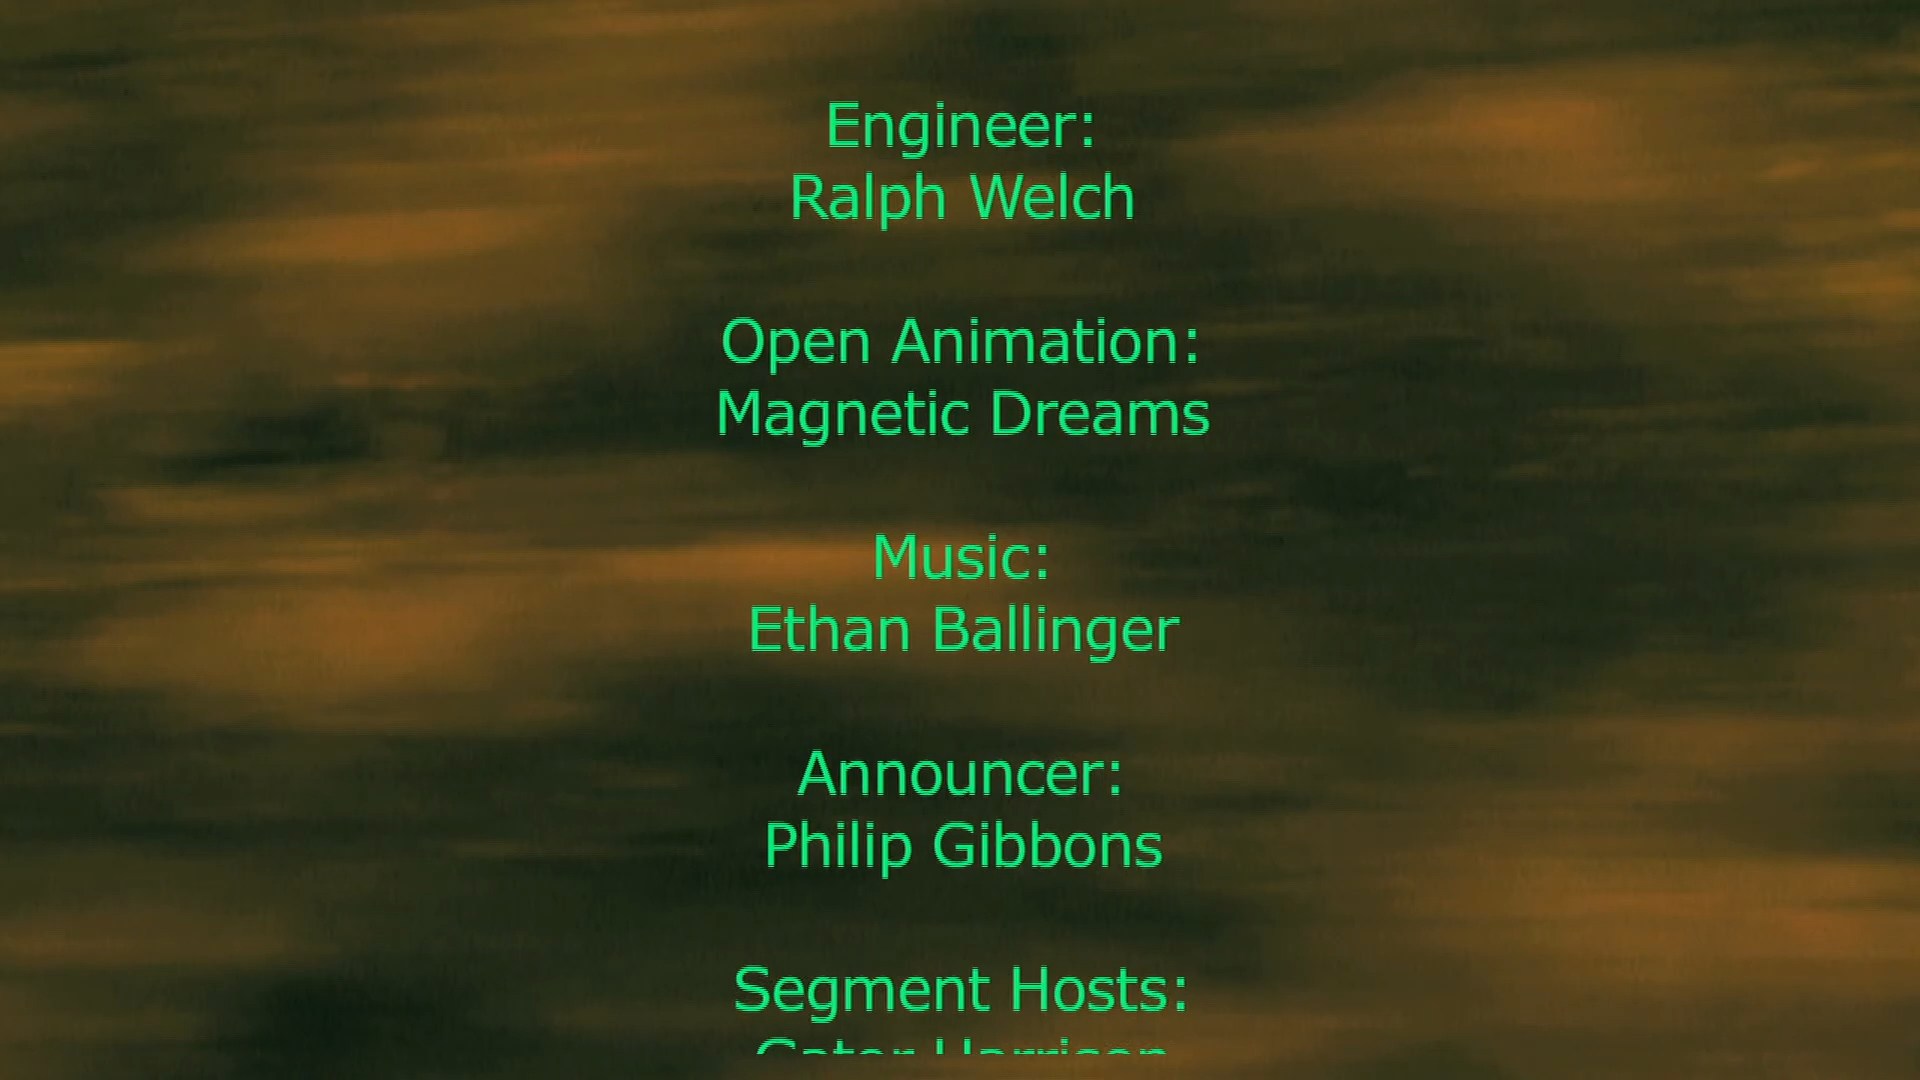 Engineer:
Ralph Welch
Open Animation:
Magnetic Dreams
Music:
Ethan Ballinger
Announcer:
Philip Gibbons
Segment Hosts: